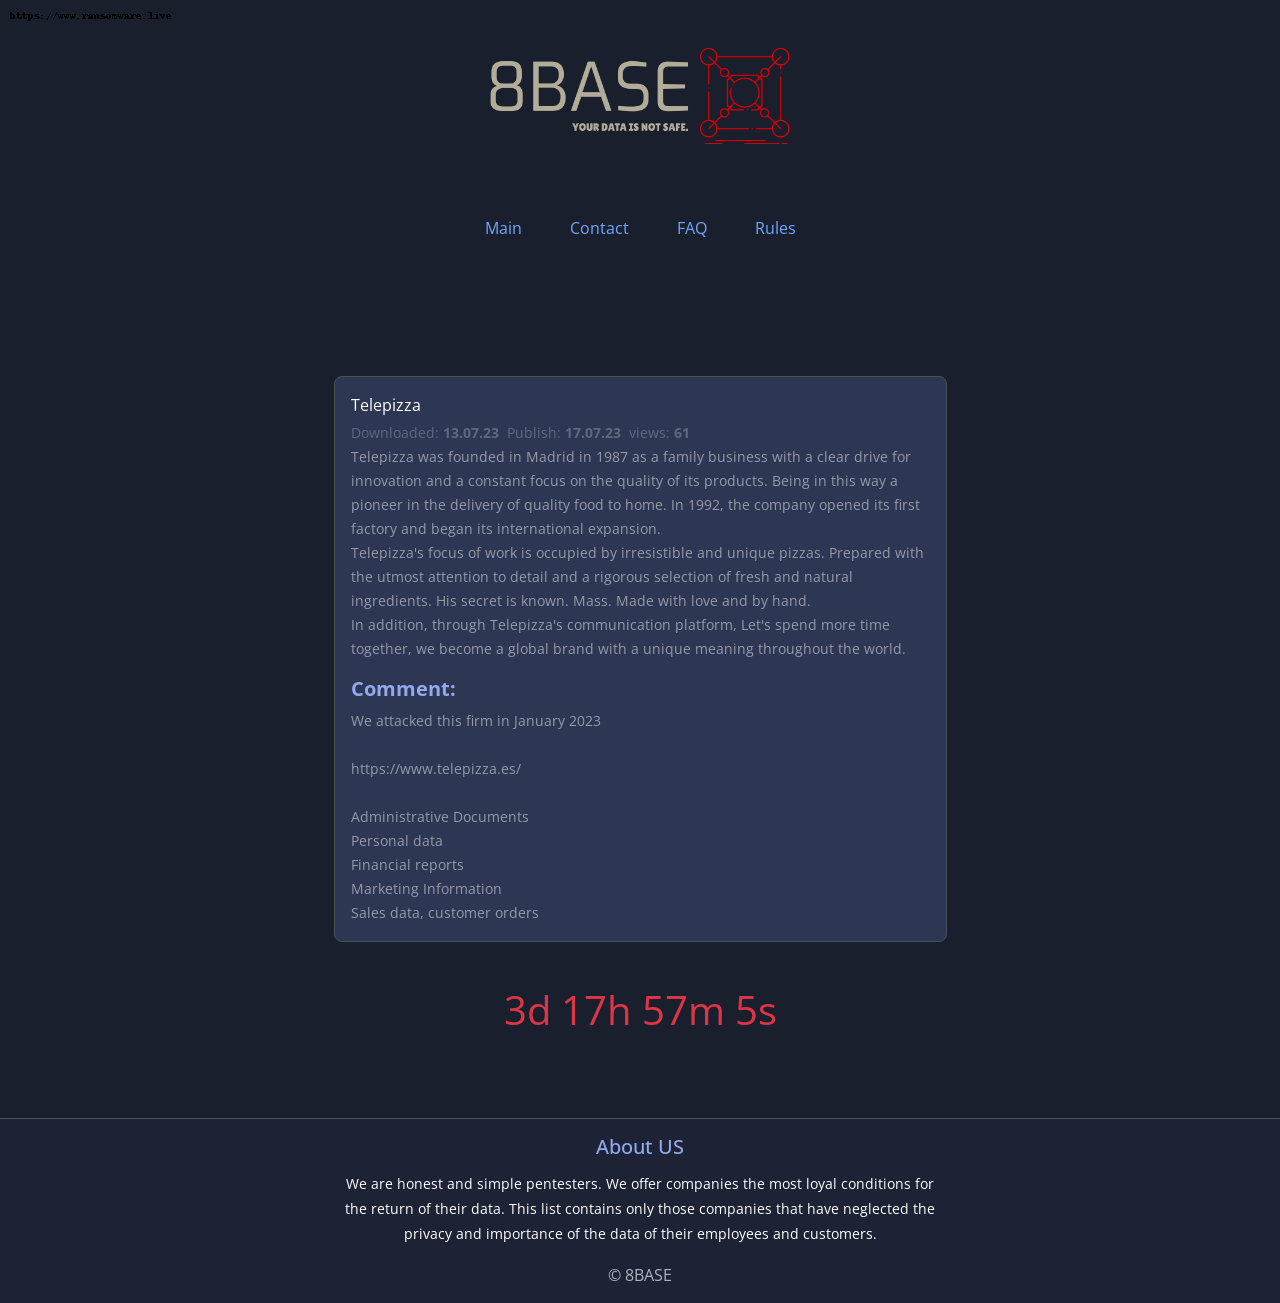 https://www.ransomware.live
8BASE
YOUR DATA IS NOT SAFE.
Main Contact FAQ Rules
Telepizza
Downloaded: 13.07.23 Publish: 17.07.23 views: 61
Telepizza was founded in Madrid in 1987 as a family business with a clear drive for
innovation and a constant focus on the quality of its products. Being in this way a
pioneer in the delivery of quality food to home. In 1992, the company opened its first
factory and began its international expansion.
Telepizza's focus of work is occupied by irresistible and unique pizzas. Prepared with
the utmost attention to detail and a rigorous selection of fresh and natural
ingredients. His secret is known. Mass. Made with love and by hand.
In addition, through Telepizza's communication platform, Let's spend more time
together, we become a global brand with a unique meaning throughout the world.
Comment:
We attacked this firm in January 2023
https://www.telepizza.es/
Administrative Documents
Personal data
Financial reports
Marketing Information
Sales data, customer orders
3d 17h 57m 5s
About US
We are honest and simple pentesters. We offer companies the most loyal conditions for
the return of their data. This list contains only those companies that have neglected the
privacy and importance of the data of their employees and customers.
© 8BASE